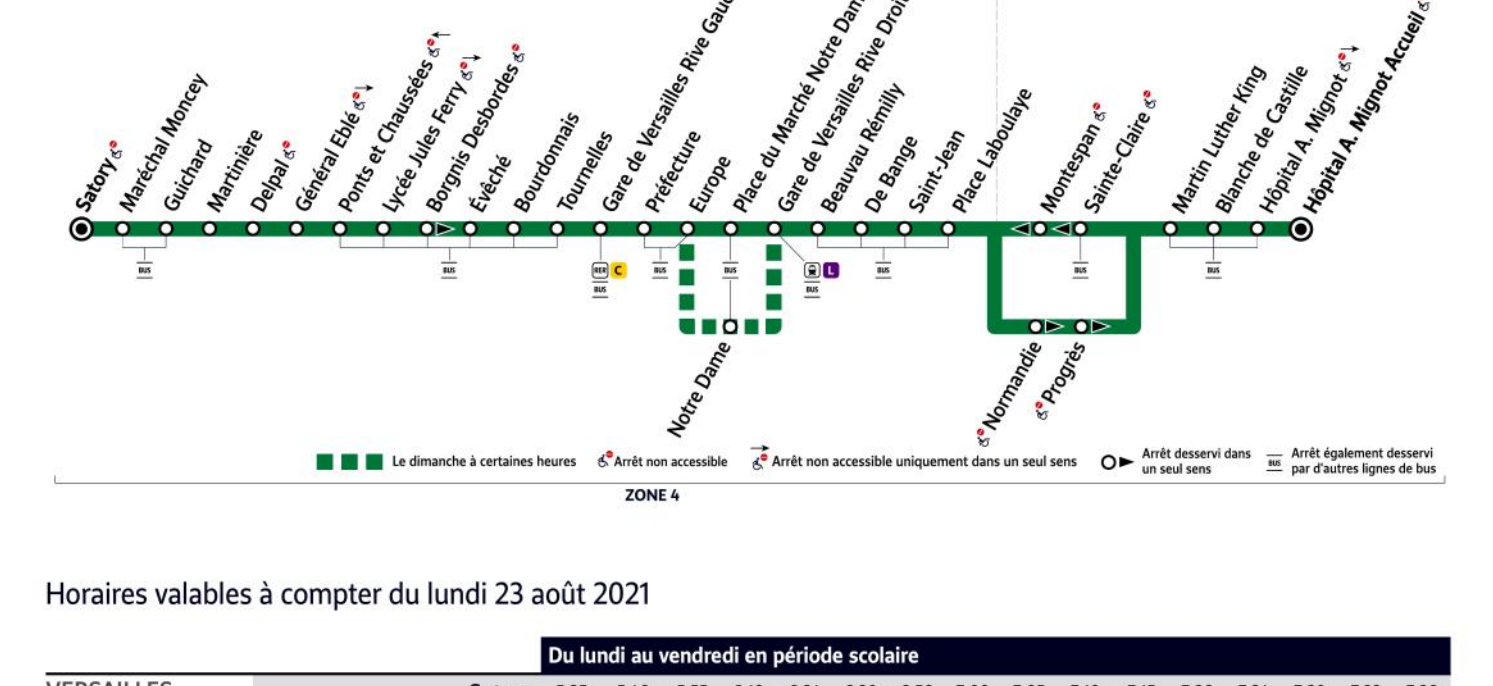 Satory
Maréchal Moncey
Guichard
Martinière
Delpal
Général Eblé
Ponts et Chaussées
Lycée Jules Ferry
Borgnis Desbordes
Évêché
Bourdonnais
Tournelles
Gare de Versailles Rive
Préfecture
Europe
Place du Marché Notre
Gare de Versailles Rive
Beauvau Rémilly
De Bange
Saint-Jean
Place Laboulaye
Montespan
Sainte-Claire
Martin Luther King
Blanche de Castille
Hôpital A. Mignot
Hôpital A. Mignot Accueil
BUS
BUS
RER C
BUS
BUS
BUS
L
BUS
BUS
BUS
BUS
Notre Dame
Normandie
Progrès
Le dimanche à certaines heures
Arrêt non accessible
Arrêt non accessible uniquement dans un seul sens
Arrêt desservi dans
un seul sens
BUS
Arrêt également desservi
par d'autres lignes de bus
ZONE 4
Horaires valables à compter du lundi 23 août 2021
Du lundi au vendredi en période scolaire
VERSAILLES